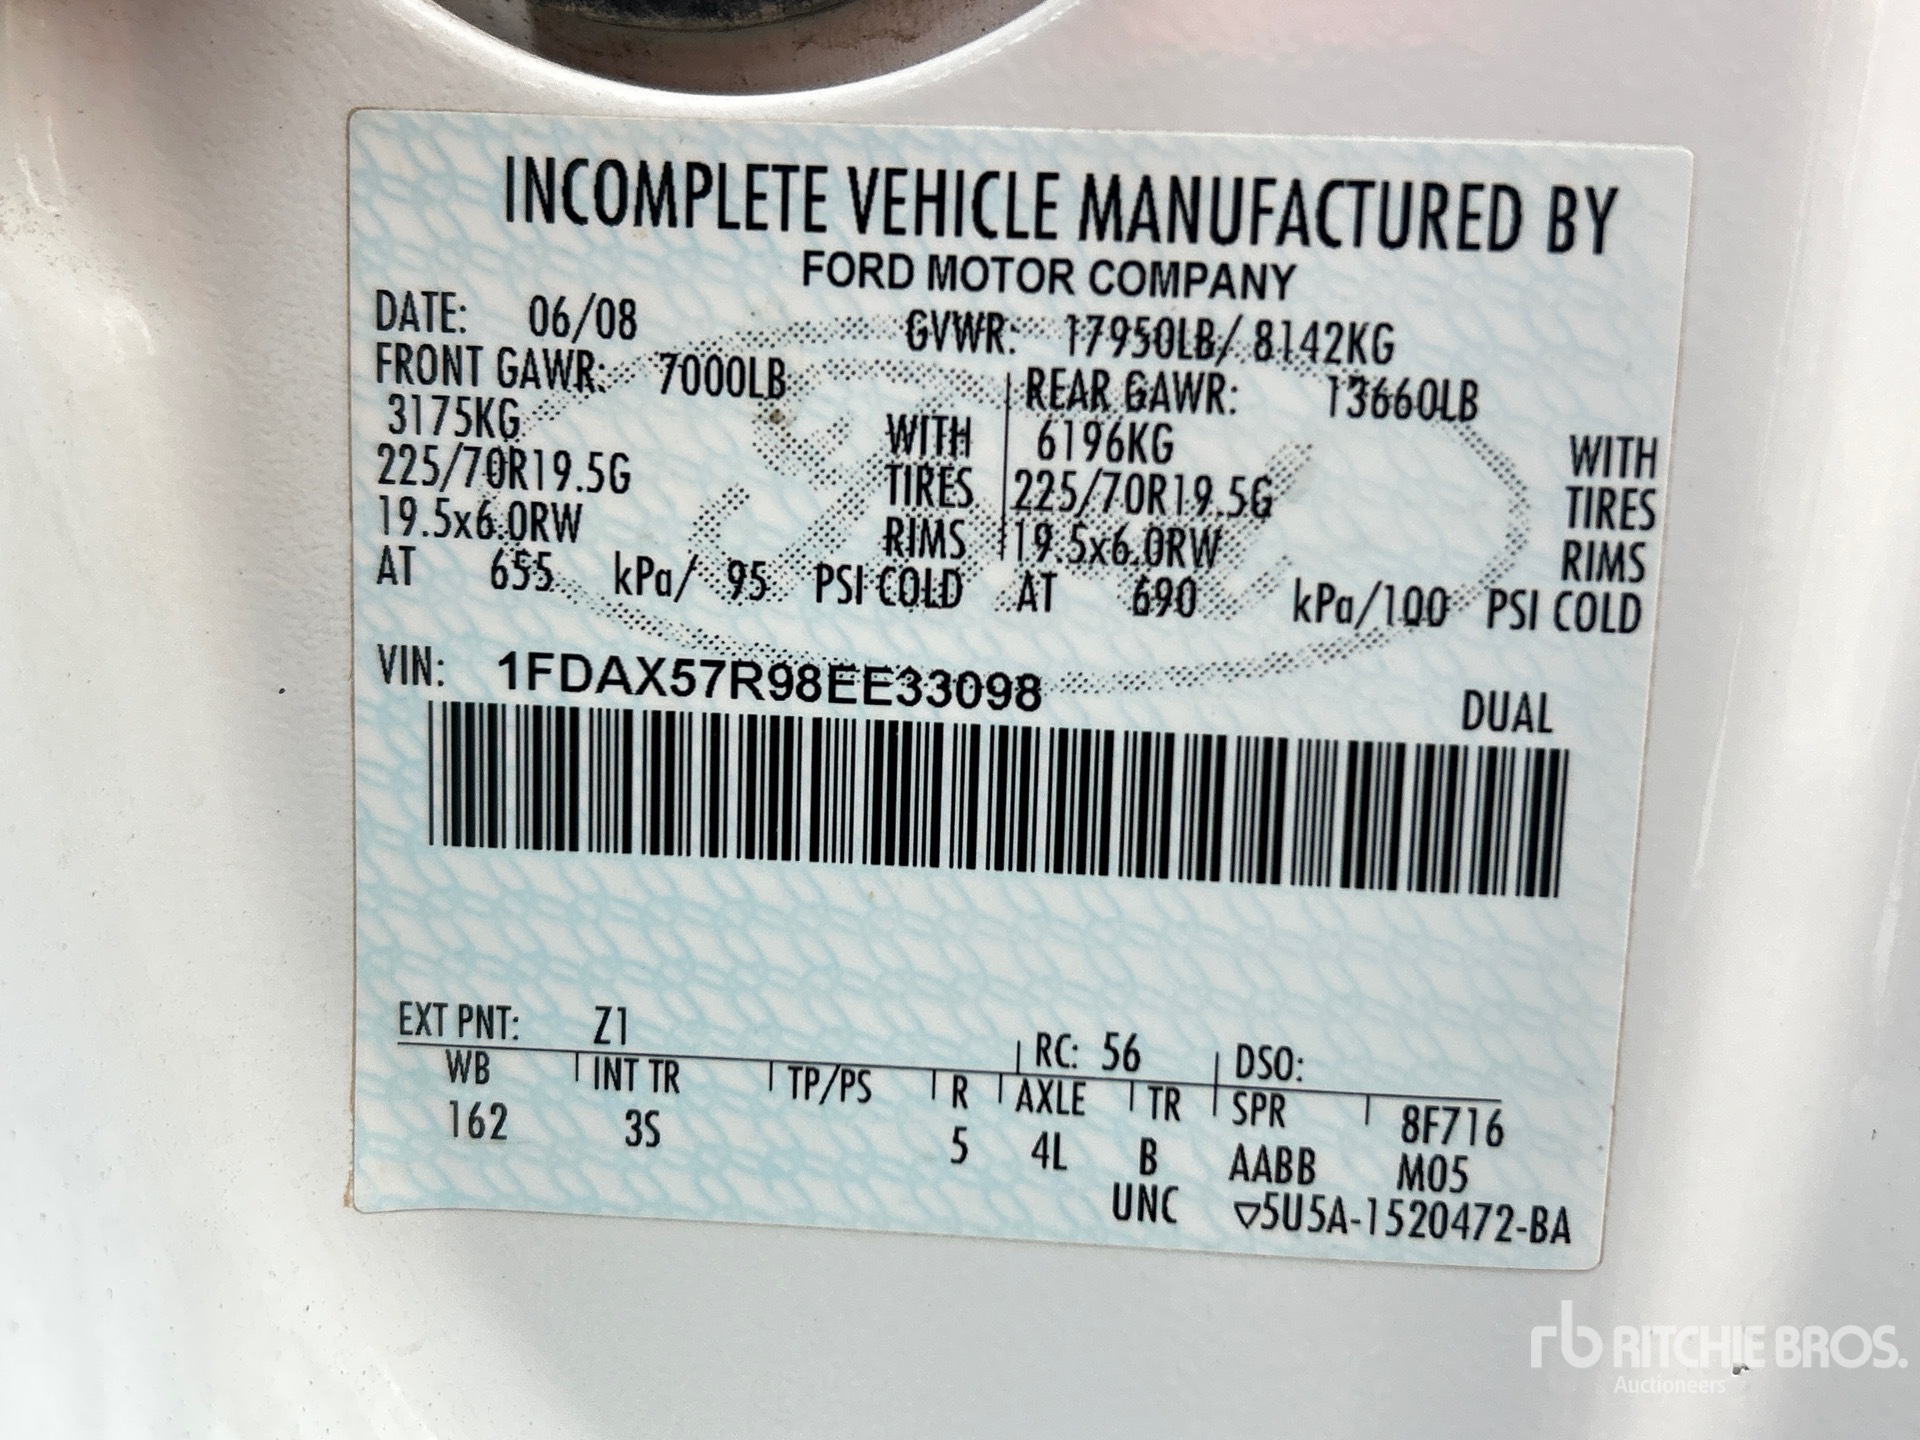 INCOMPLETE VEHICLE MANUFACTURED BY
FORD MOTOR COMPANY
DATE: 06/08 GVWR: 17950LB/ 8142KG
FRONT GAWR: 7000LB REAR GAWR: 13660LB
3175KG WITH 6196KG WITH
225/70R19.5G TIRES 225/70R19.5G TIRES
19.5x6.0RW RIMS 19.5x6.0RW RIMS
AT 655 kPa/ 95 PSI COLD AT 690 kPa/100 PSI COLD
VIN: 1FDAX57R98EE33098
DUAL
EXT PNT: Z1 RC: 56 DSO:
WB INT TR TP/PS R AXLE TR SPR 8F716
162 3S 5 4L B AABB M05
UNC ▽5U5A-1520472-BA
rb RITCHIE BROS.
Auctioneers